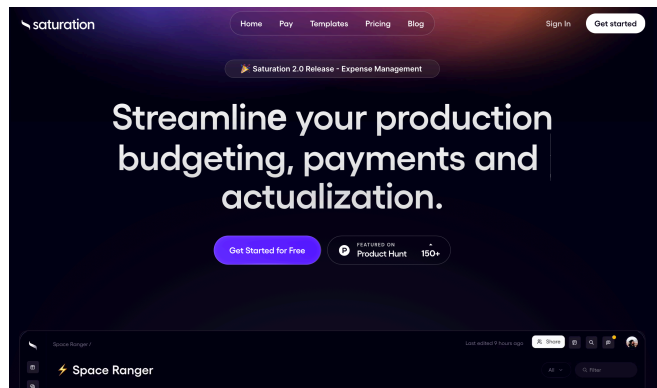 saturation
Home Pay Templates Pricing Blog
Sign In
Get started
🎉 Saturation 2.0 Release - Expense Management
Streamline your production
budgeting, payments and
actualization.
Get Started for Free
P
FEATURED ON
Product Hunt
150+
Space Ranger /
Last edited 9 hours ago
Share
⚡ Space Ranger
All
Filter